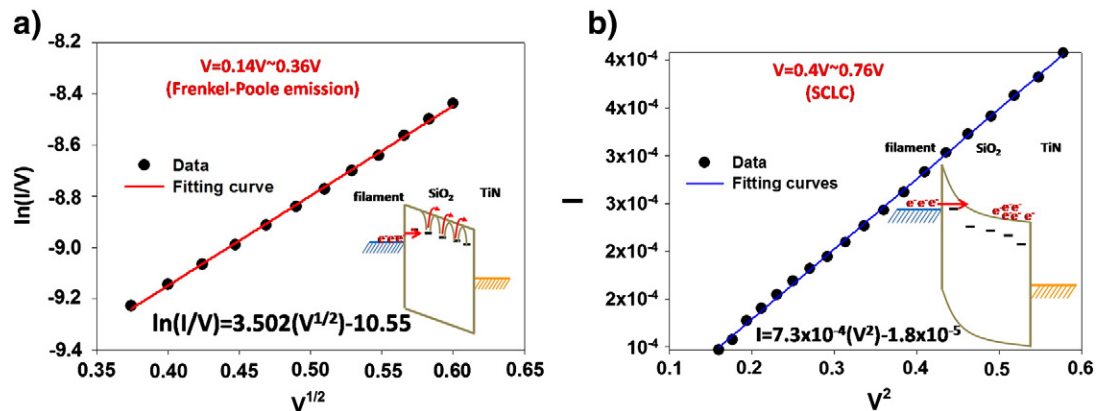 a)
-8.2
-8.4
-8.6
-8.8
-9.0
-9.2
-9.4
ln(I/V)
V=0.14V~0.36V
(Frenkel-Poole emission)
Data
Fitting curve
filament
SiO₂
TiN
e⁻e⁻e⁻
ln(I/V)=3.502(V^1/2)-10.55
0.35 0.40 0.45 0.50 0.55 0.60 0.65
V^1/2
b)
4x10⁻⁴
4x10⁻⁴
3x10⁻⁴
3x10⁻⁴
2x10⁻⁴
2x10⁻⁴
10⁻⁴
I
V=0.4V~0.76V
(SCLC)
Data
Fitting curves
filament
SiO₂
TiN
e⁻e⁻e⁻
e⁻e⁻
e⁻e⁻e⁻ e⁻
I=7.3x10⁻⁴(V²)-1.8x10⁻⁵
0.1 0.2 0.3 0.4 0.5 0.6
V²